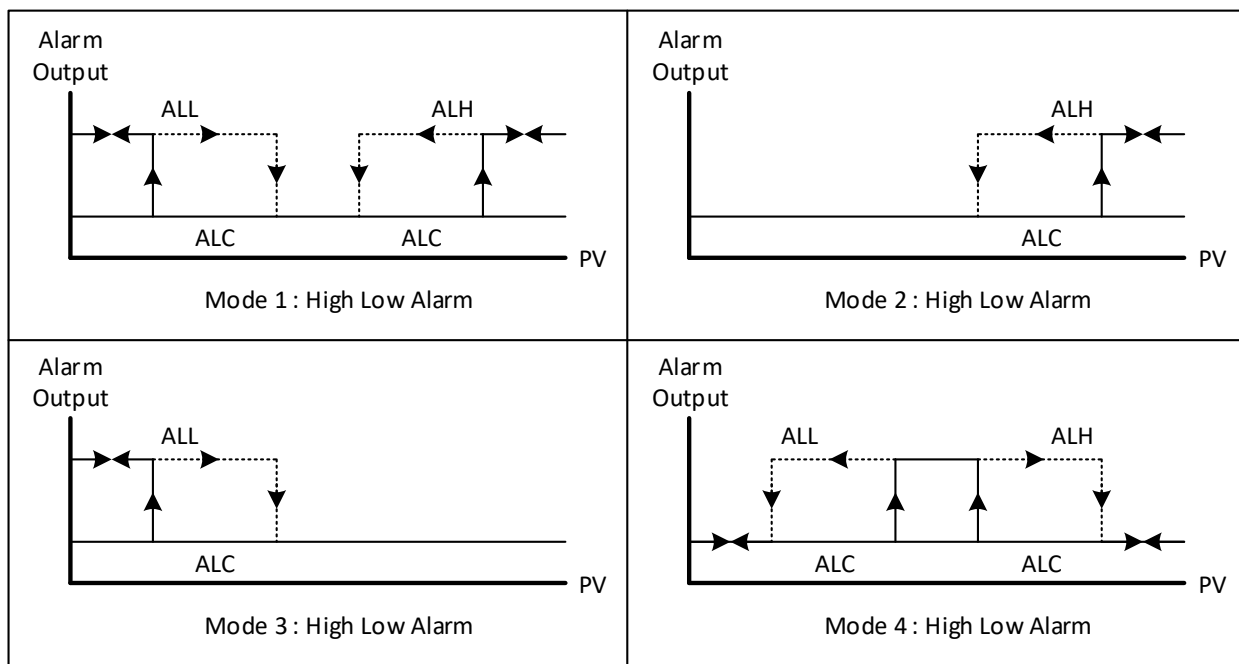 Alarm
Output
ALL
ALH
ALC
ALC
PV
Mode 1 : High Low Alarm
Alarm
Output
ALH
ALC
PV
Mode 2 : High Low Alarm
Alarm
Output
ALL
ALC
PV
Mode 3 : High Low Alarm
Alarm
Output
ALL
ALH
ALC
ALC
PV
Mode 4 : High Low Alarm